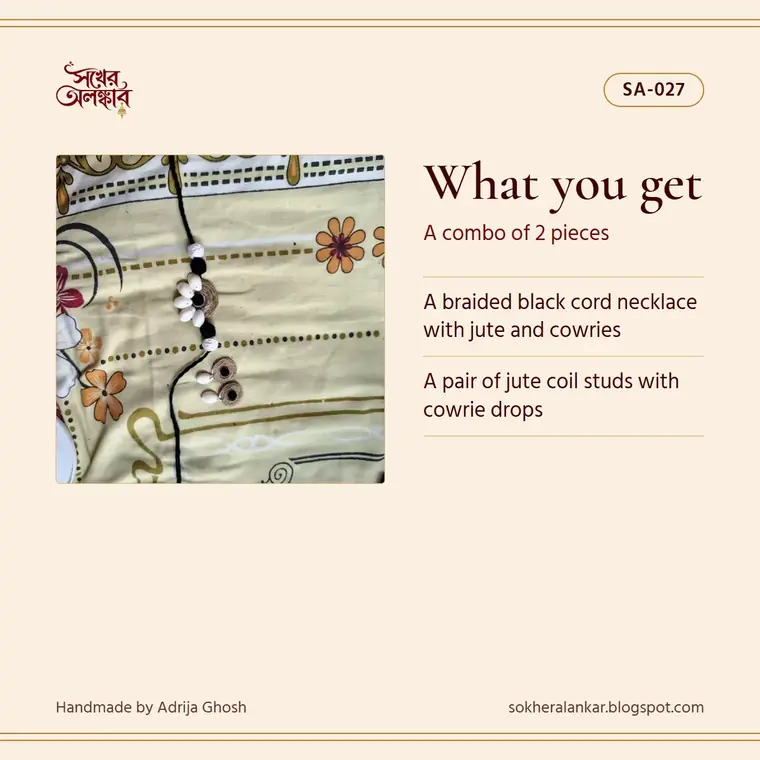 সখের
অলঙ্কার
SA-027
What you get
A combo of 2 pieces
A braided black cord necklace
with jute and cowries
A pair of jute coil studs with
cowrie drops
Handmade by Adrija Ghosh
sokheralankar.blogspot.com